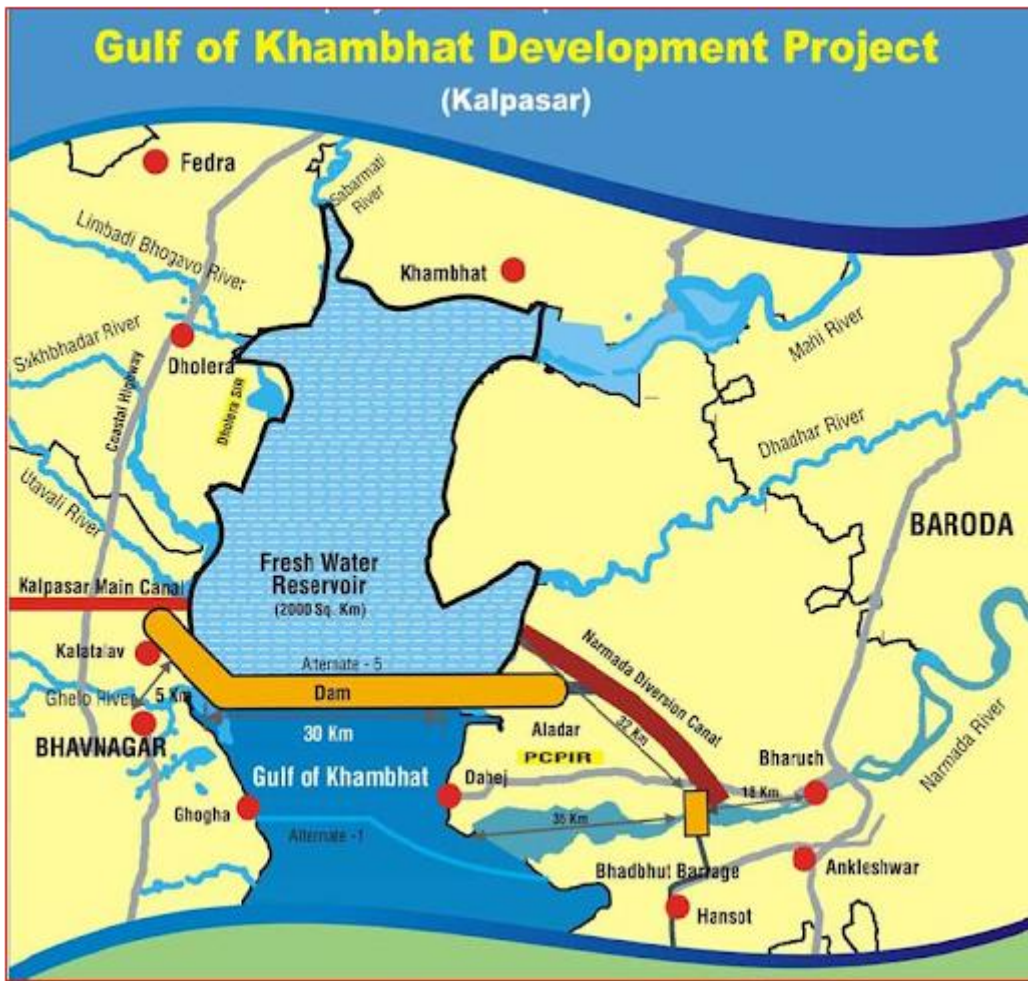 Gulf of Khambhat Development Project
(Kalpasar)
Fedra
Sabarmati
River
Limbadi Bhogavo River
Khambhat
Mahi River
Sukhbhadar River
Dholera
Coastal Highway
Dholera SIR
Dhadhar River
Utavali River
BARODA
Fresh Water
Reservoir
(2000 Sq. Km)
Kalpasar Main Canal
Kalatalav
Alternate - 5
Narmada Diversion Canal
Ghelo River
5 Km
Dam
32 Km
BHAVNAGAR
30 Km
Aladar
PCPIR
Narmada River
Gulf of Khambhat
Dahej
Bharuch
18 Km
Ghogha
Alternate -1
35 Km
Bhadbhut Barrage
Ankleshwar
Hansot